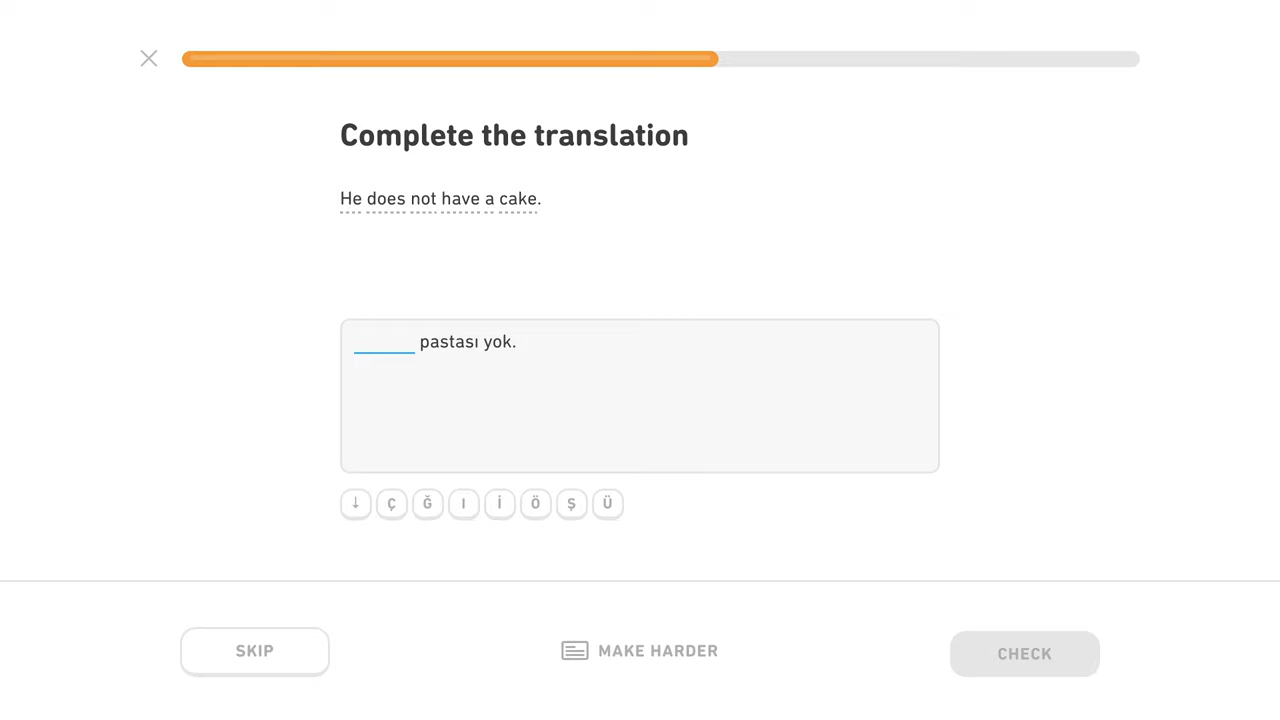 Complete the translation
He does not have a cake.
pastası yok.
↓ Ç Ğ I İ Ö Ş Ü
SKIP
MAKE HARDER
CHECK